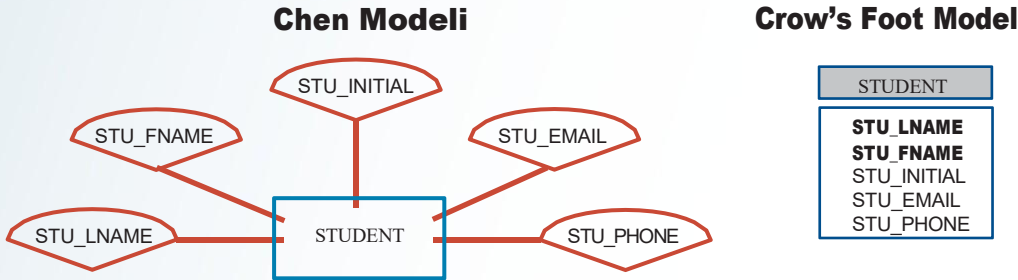 Chen Modeli
STU_INITIAL
STU_FNAME
STU_EMAIL
STU_LNAME
STUDENT
STU_PHONE
Crow's Foot Model
STUDENT
STU_LNAME
STU_FNAME
STU_INITIAL
STU_EMAIL
STU_PHONE